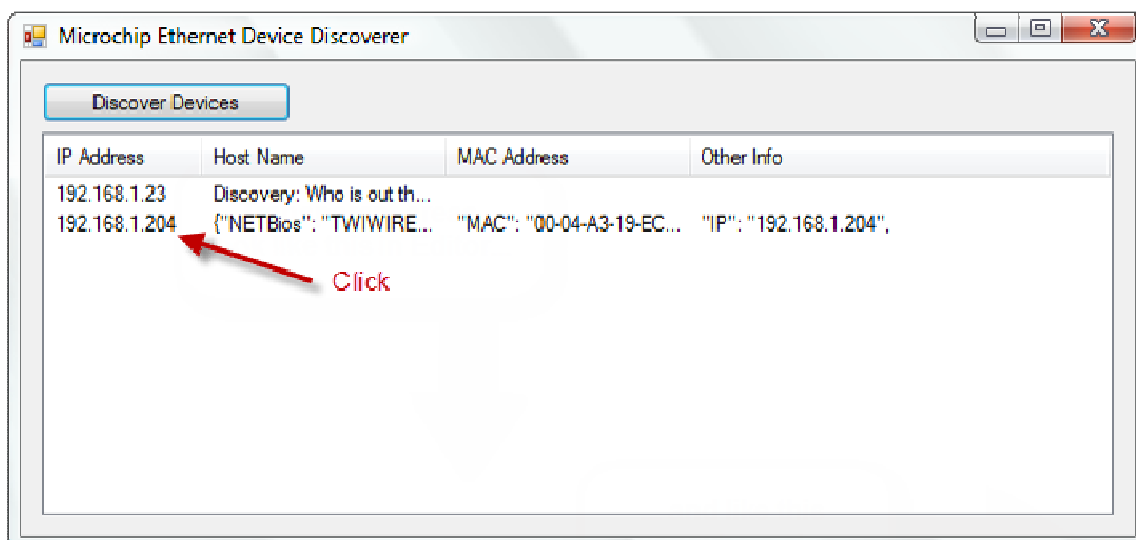 Microchip Ethernet Device Discoverer
Discover Devices
IP Address Host Name MAC Address Other Info
192.168.1.23 Discovery: Who is out th...
192.168.1.204 {"NETBios": "TWIWIRE... "MAC": "00-04-A3-19-EC... "IP": "192.168.1.204",
Click